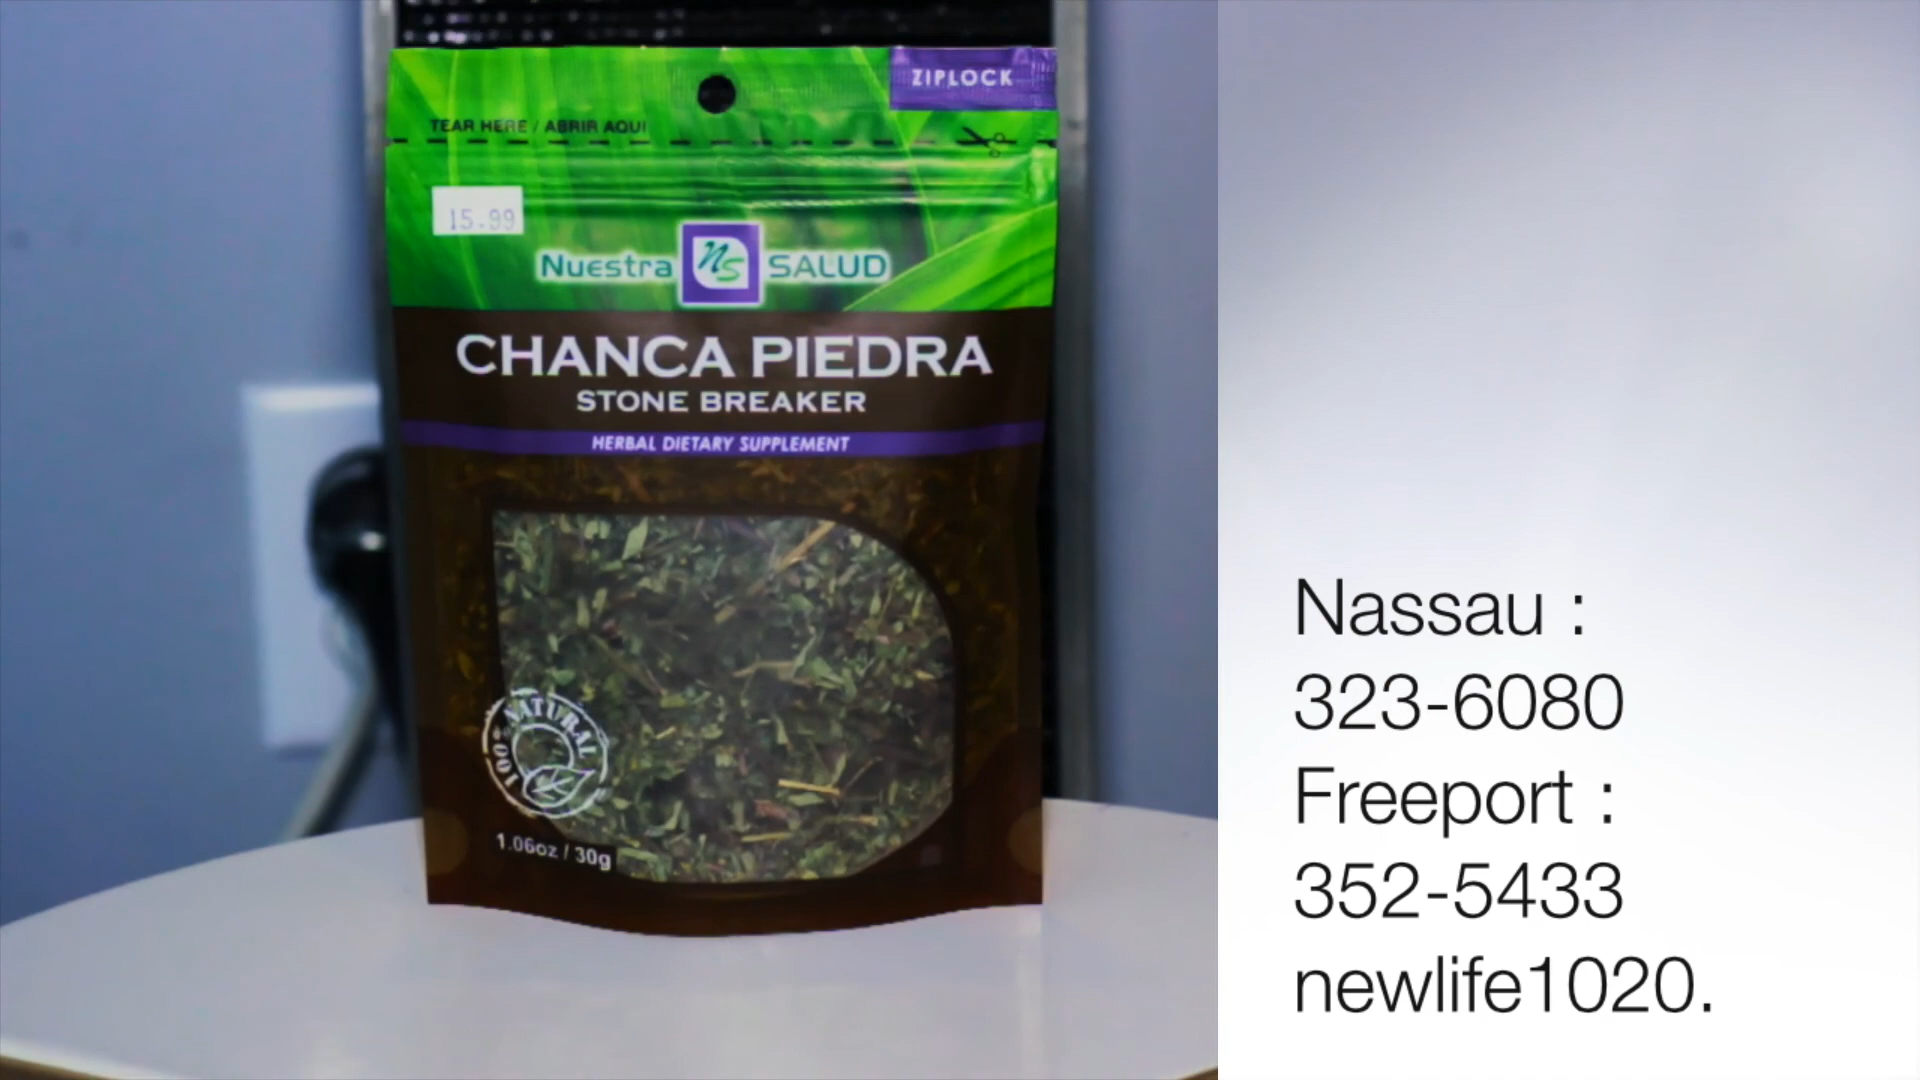 ZIPLOCK
TEAR HERE / ABRIR AQUI
15.99
Nuestra NS SALUD
CHANCA PIEDRA
STONE BREAKER
HERBAL DIETARY SUPPLEMENT
100% NATURAL
1.06oz / 30g
Nassau :
323-6080
Freeport :
352-5433
newlife1020.